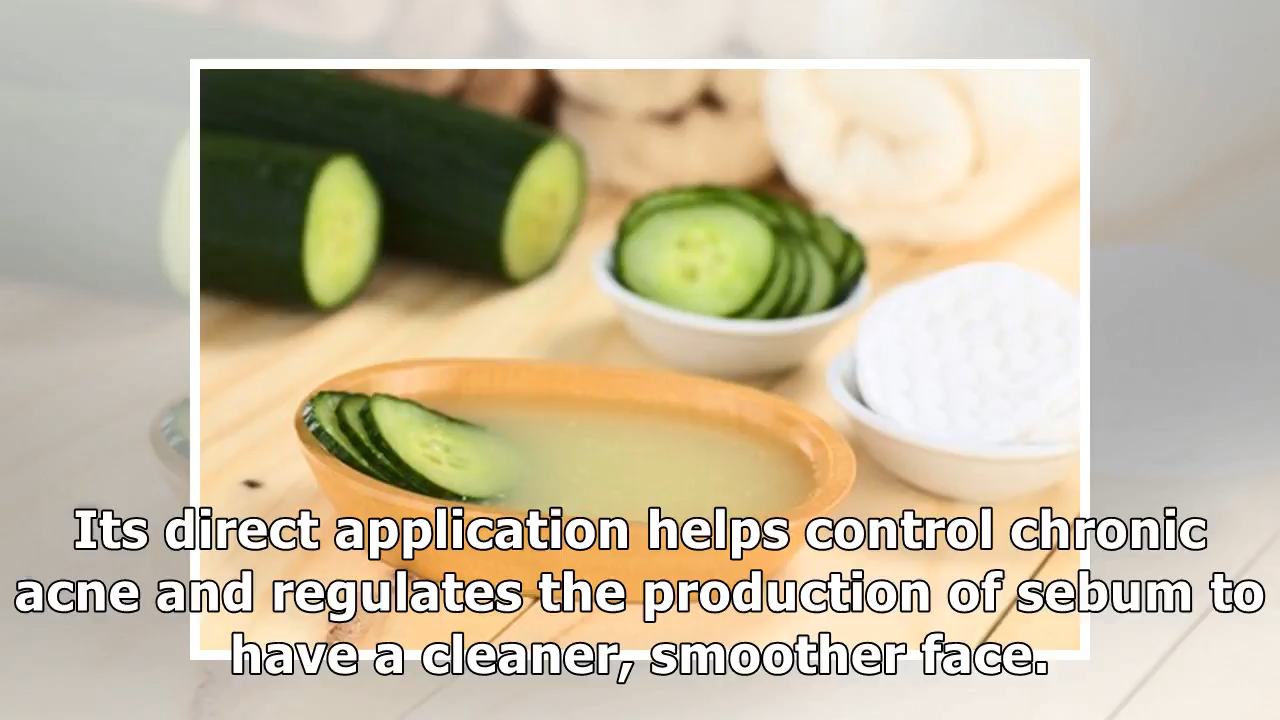 Its direct application helps control chronic
acne and regulates the production of sebum to
have a cleaner, smoother face.